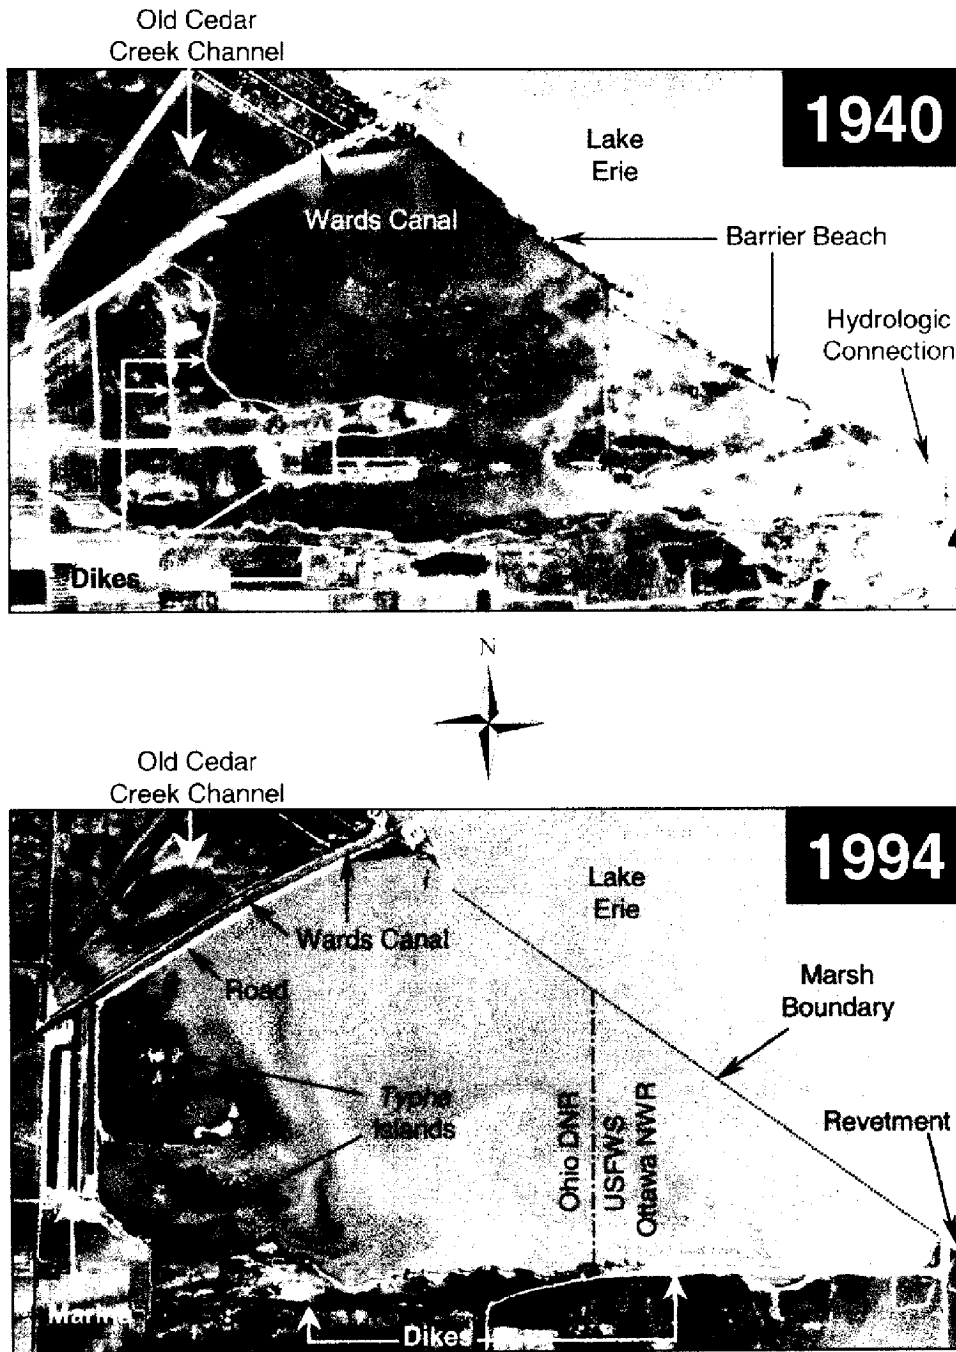 Old Cedar
Creek Channel
1940
Lake
Erie
Wards Canal
Barrier Beach
Hydrologic
Connection
Dikes
N
Old Cedar
Creek Channel
1994
Lake
Erie
Wards Canal
Road
Marsh
Boundary
Typha
Islands
Ohio DNR
USFWS
Ottawa NWR
Revetment
Marina
Dikes